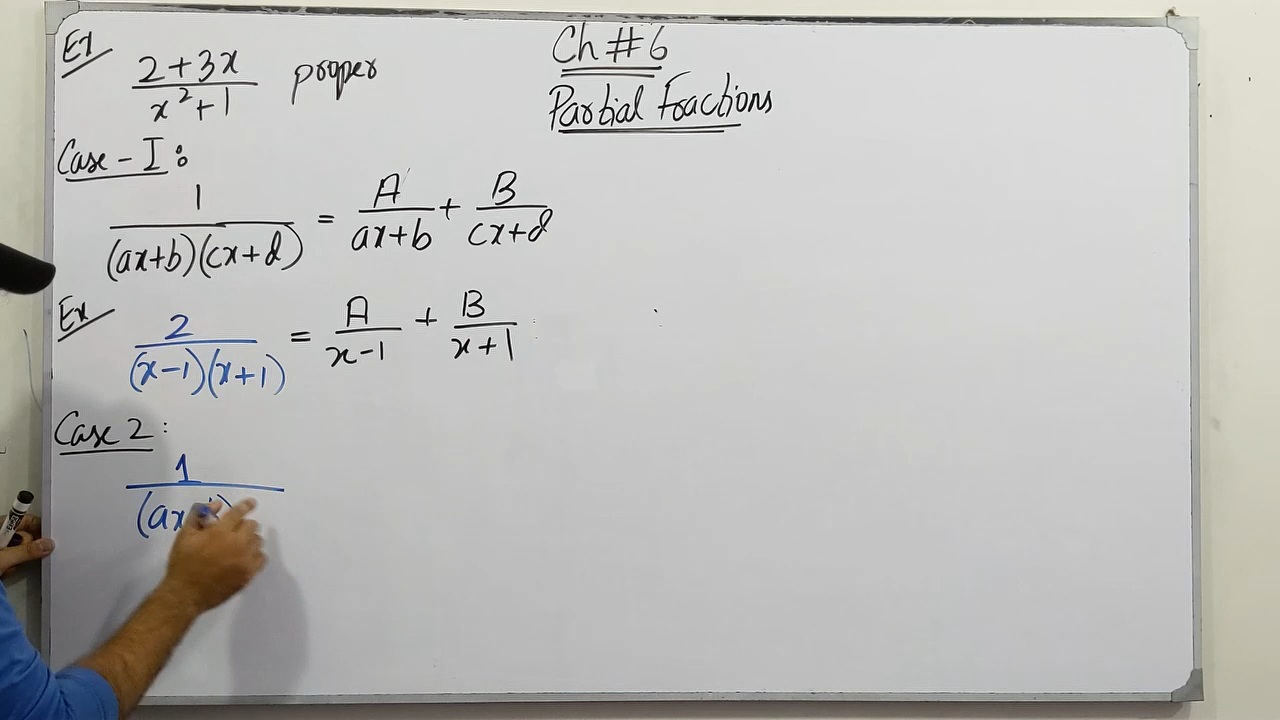 Ch #6
Partial Fractions
Ex
2+3x / x²+1 proper
Case - I :
1 / (ax+b)(cx+d) = A / ax+b + B / cx+d
Ex
2 / (x-1)(x+1) = A / x-1 + B / x+1
Case 2 :
1 / (ax